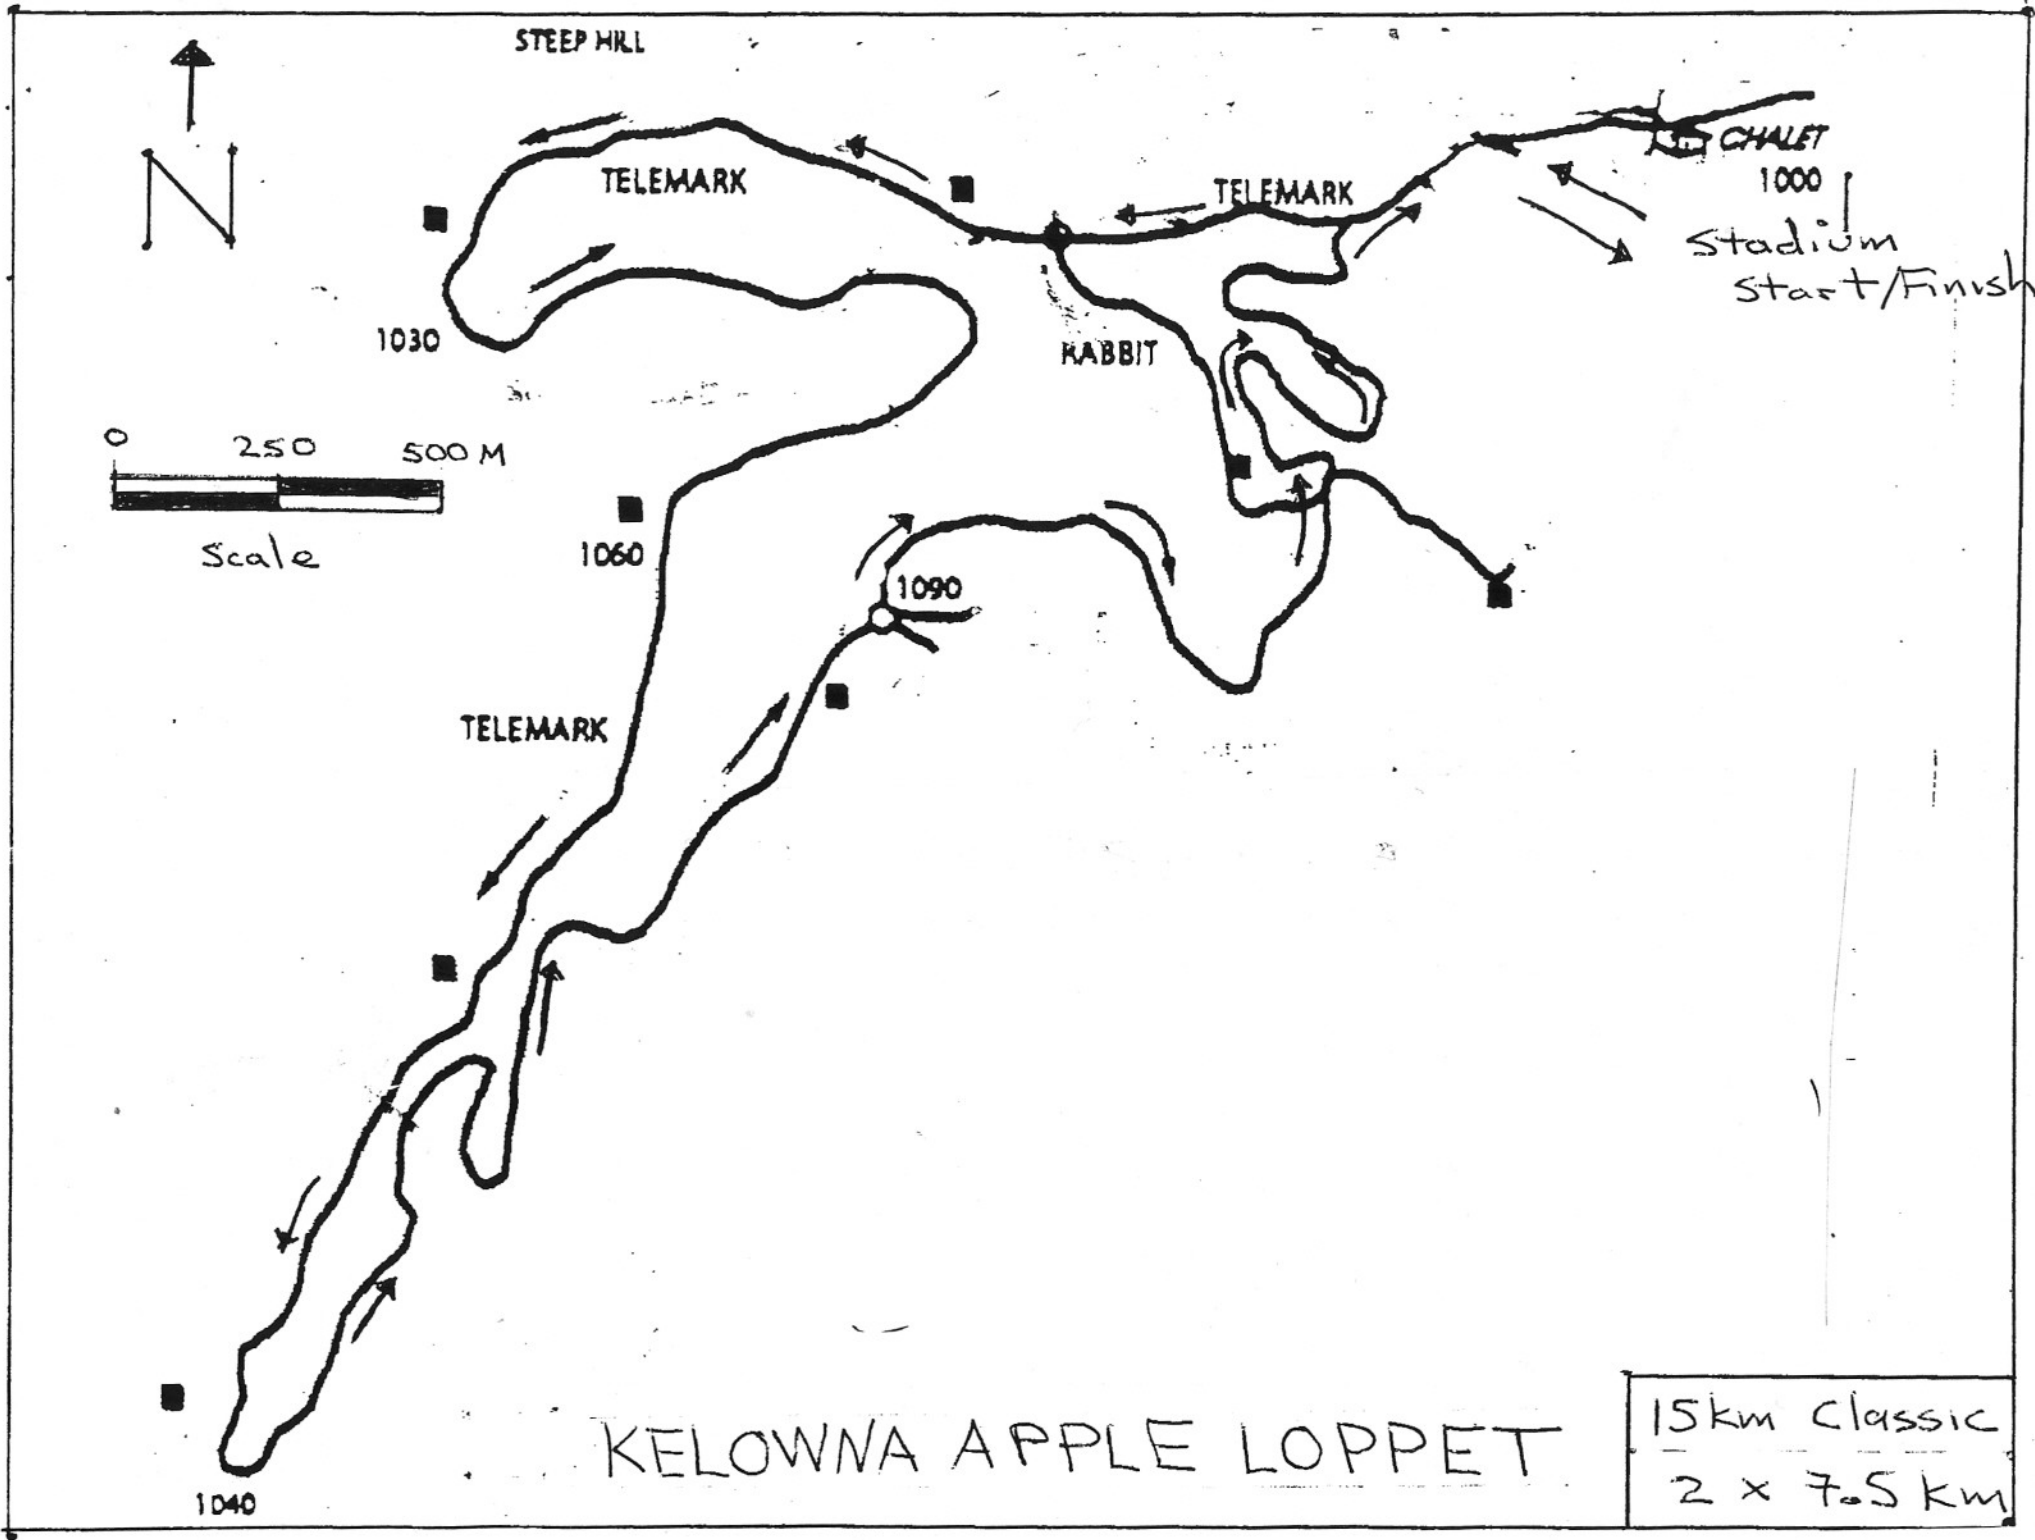 STEEP HILL
N
TELEMARK
TELEMARK
CHALET
1000
Stadium
Start/Finish
1030
RABBIT
0 250 500 M
Scale
1060
1090
TELEMARK
1040
KELOWNA APPLE LOPPET
15km Classic
2 x 7.5 km